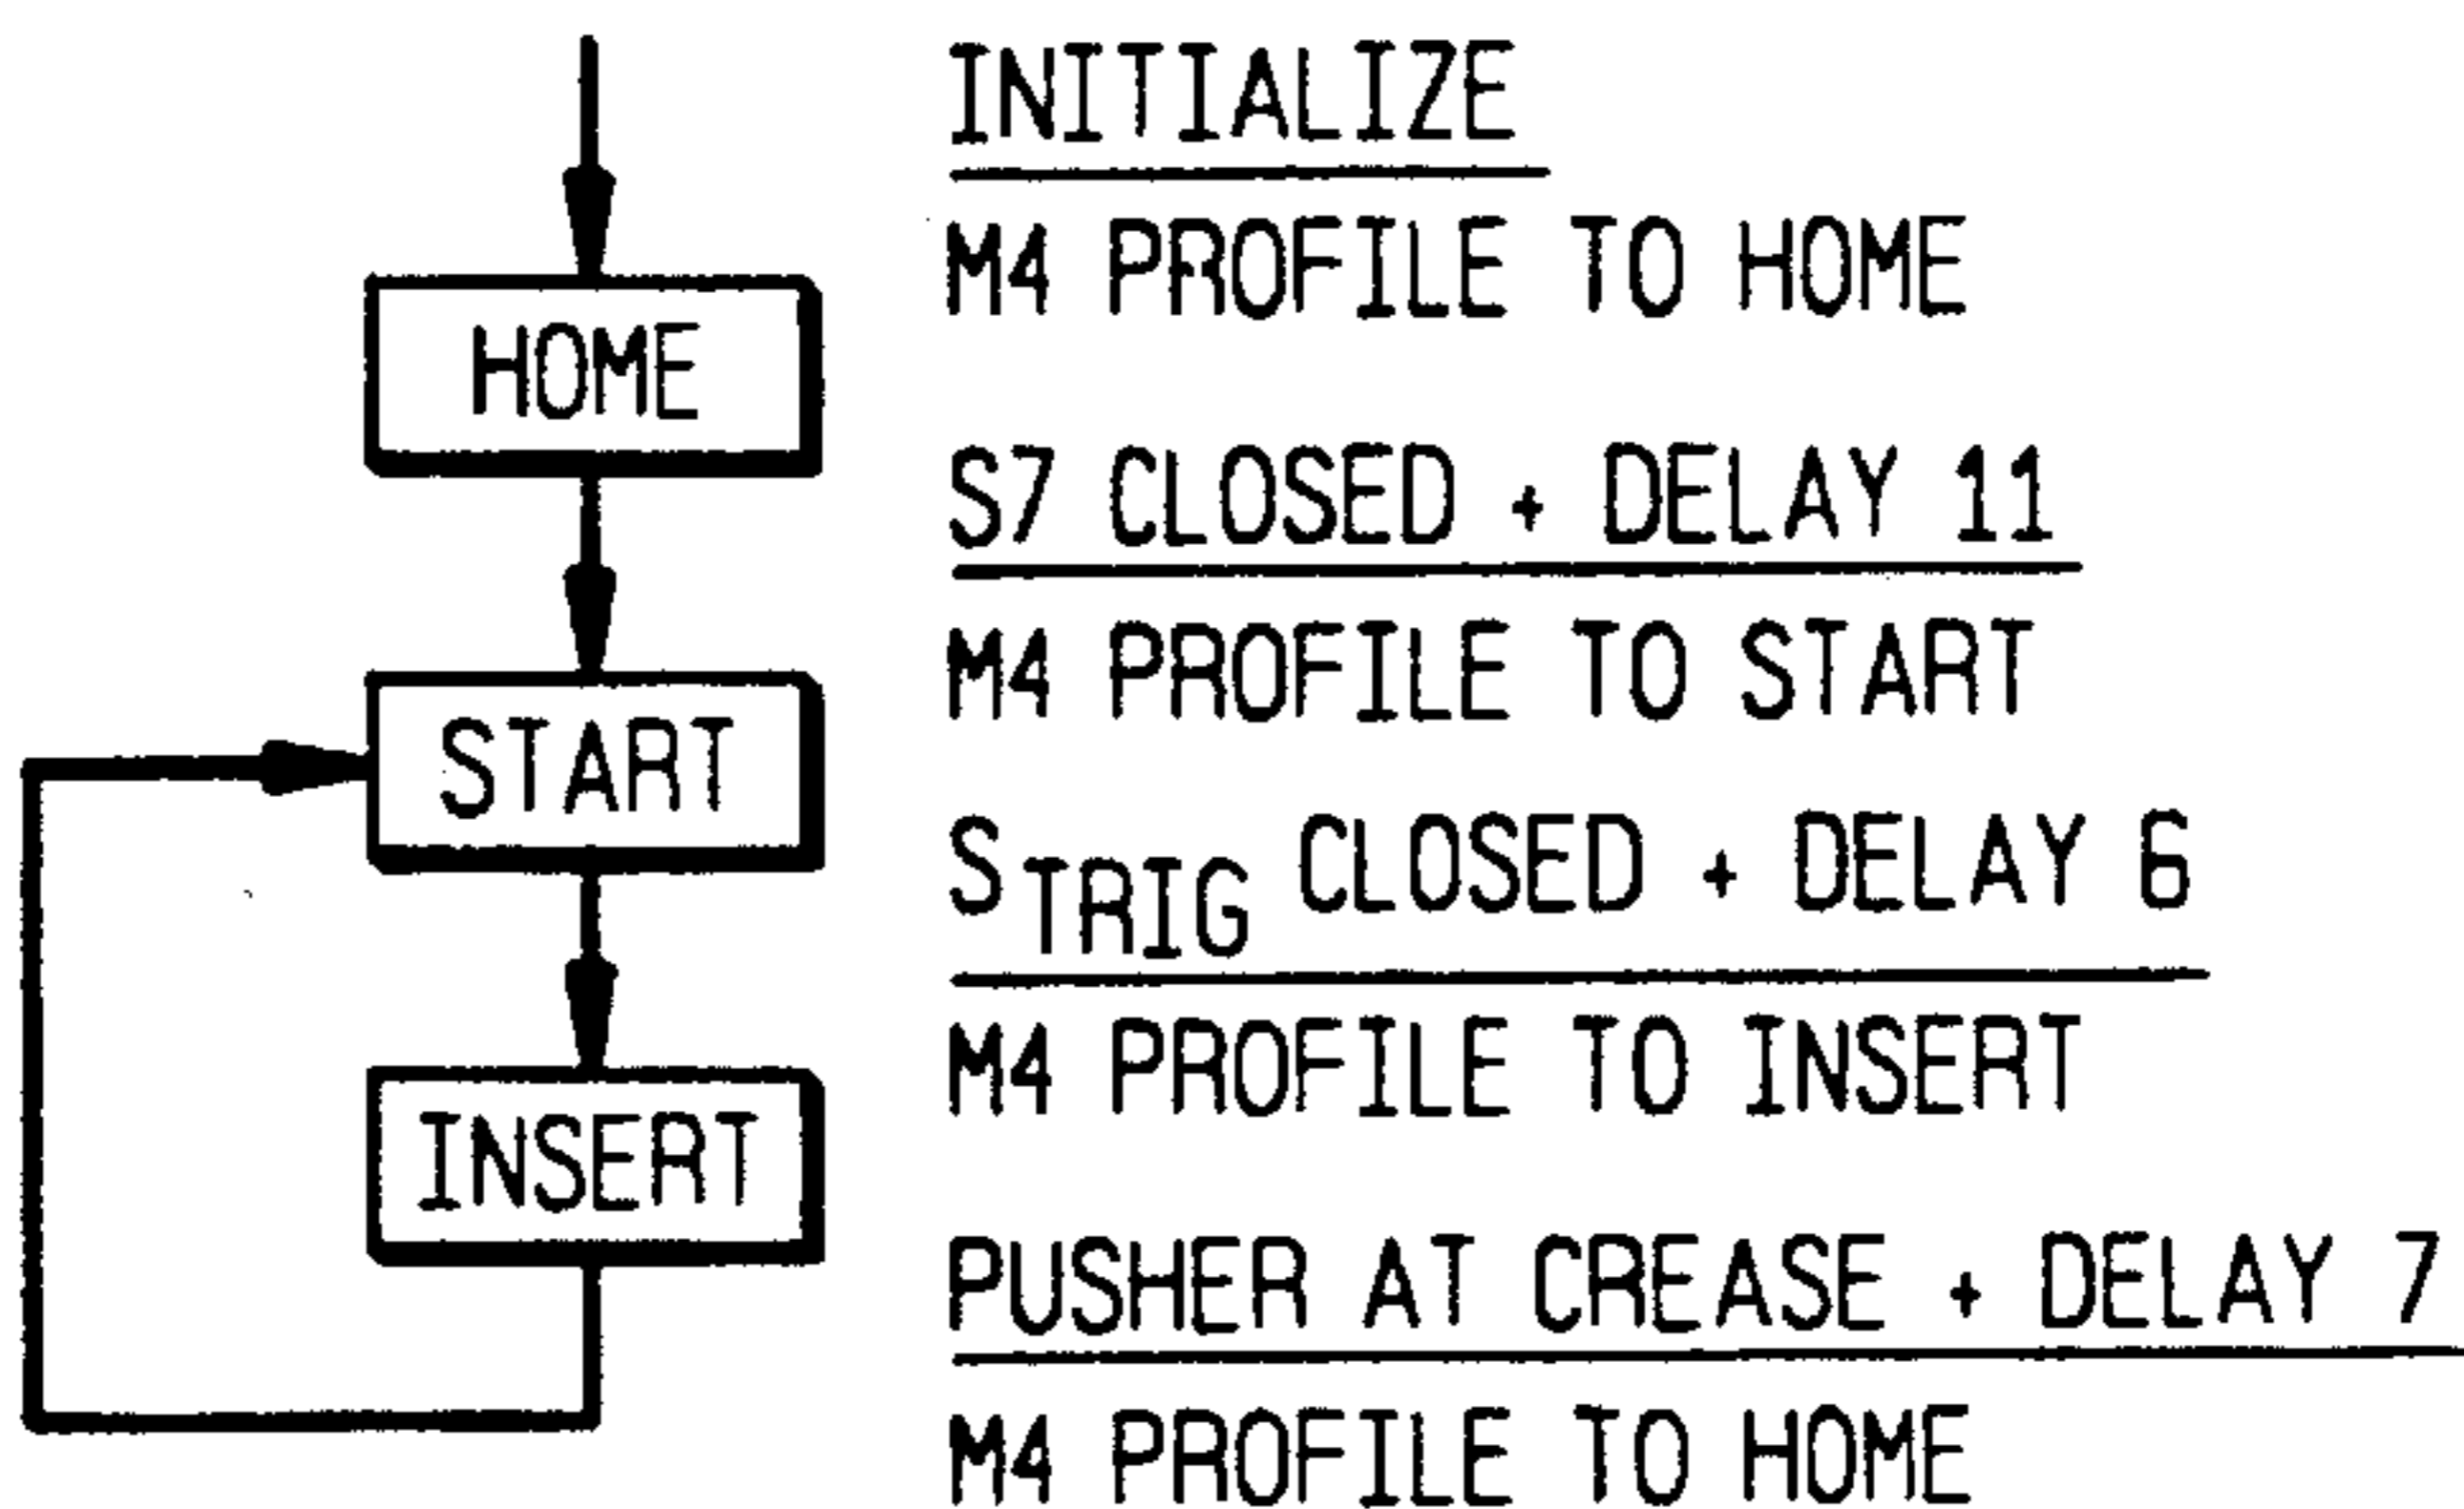 INITIALIZE
M4 PROFILE TO HOME
HOME
S7 CLOSED + DELAY 11
M4 PROFILE TO START
START
STRIG CLOSED + DELAY 6
M4 PROFILE TO INSERT
INSERT
PUSHER AT CREASE + DELAY 7
M4 PROFILE TO HOME